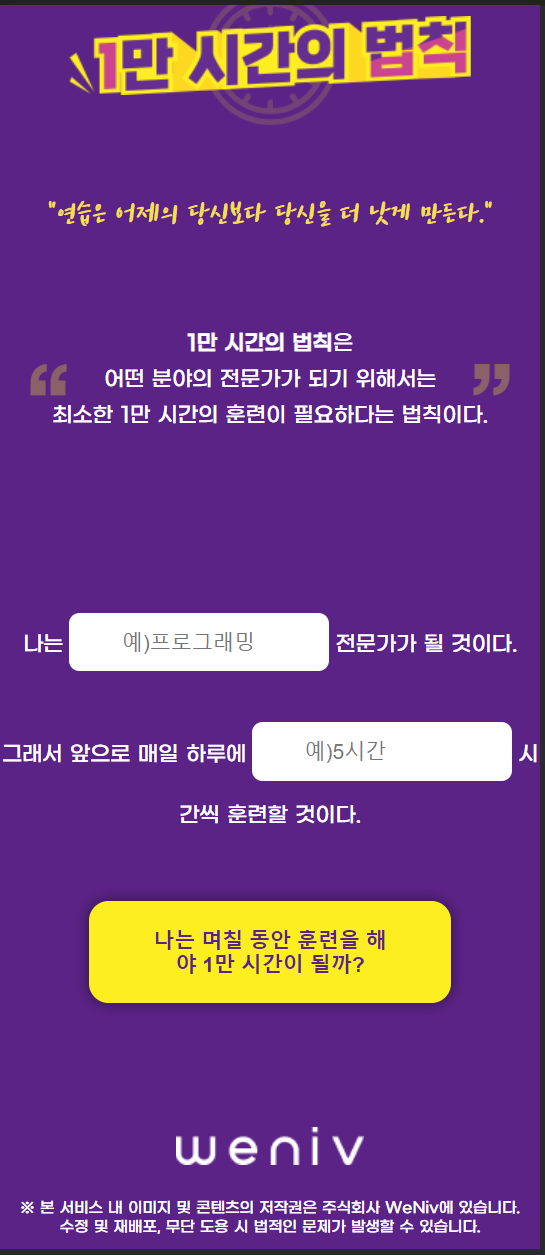 1만 시간의 법칙
"연습은 어제의 당신보다 당신을 더 낫게 만든다."
1만 시간의 법칙은
“ 어떤 분야의 전문가가 되기 위해서는 ”
최소한 1만 시간의 훈련이 필요하다는 법칙이다.
나는 예)프로그래밍 전문가가 될 것이다.
그래서 앞으로 매일 하루에 예)5시간 시
간씩 훈련할 것이다.
나는 며칠 동안 훈련을 해
야 1만 시간이 될까?
weniv
※ 본 서비스 내 이미지 및 콘텐츠의 저작권은 주식회사 WeNiv에 있습니다.
수정 및 재배포, 무단 도용 시 법적인 문제가 발생할 수 있습니다.